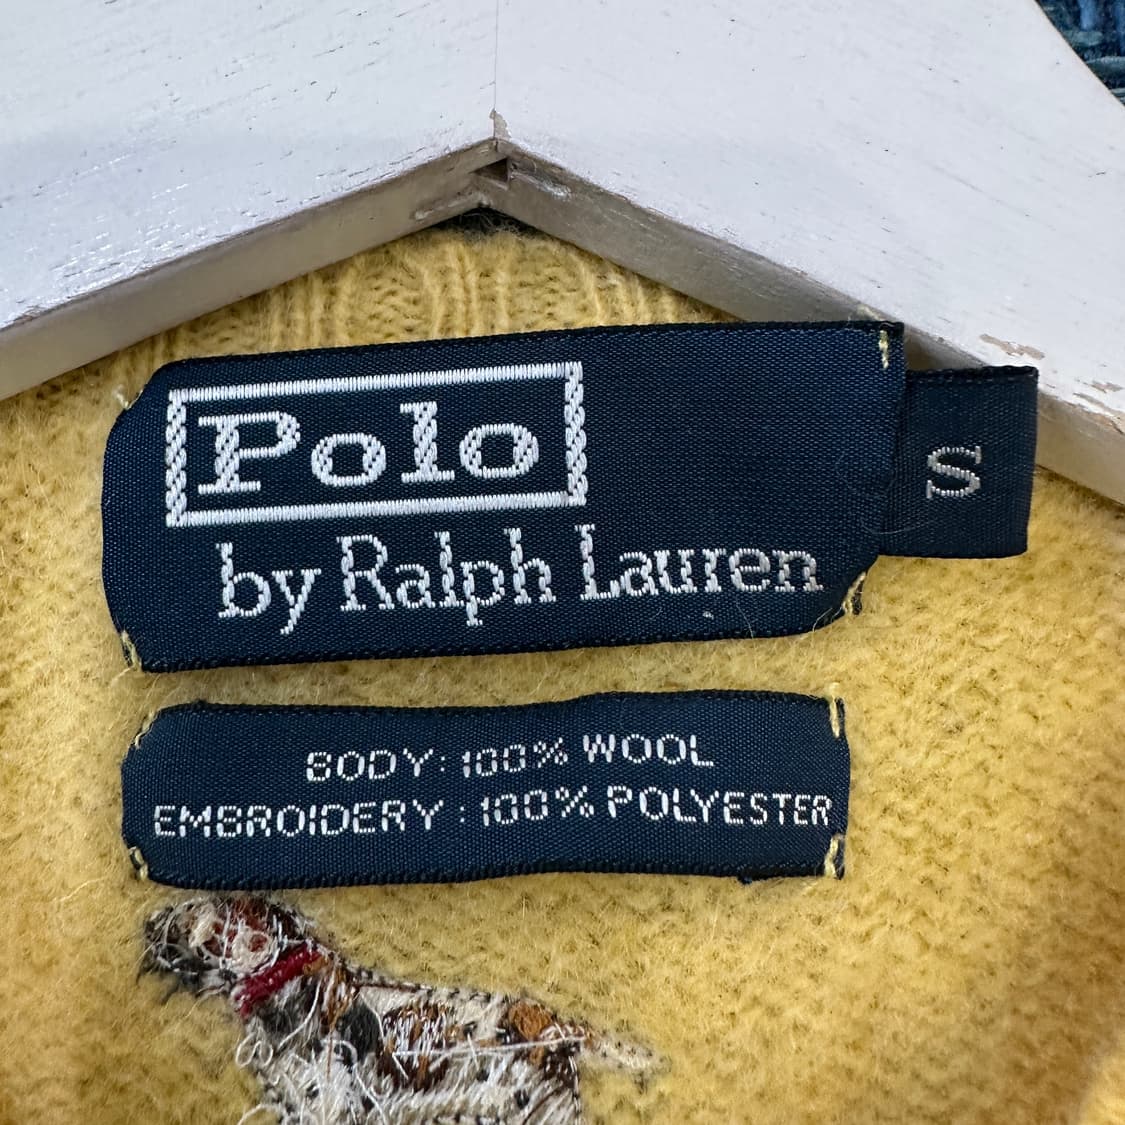 Polo
by Ralph Lauren
S
BODY: 100% WOOL
EMBROIDERY : 100% POLYESTER